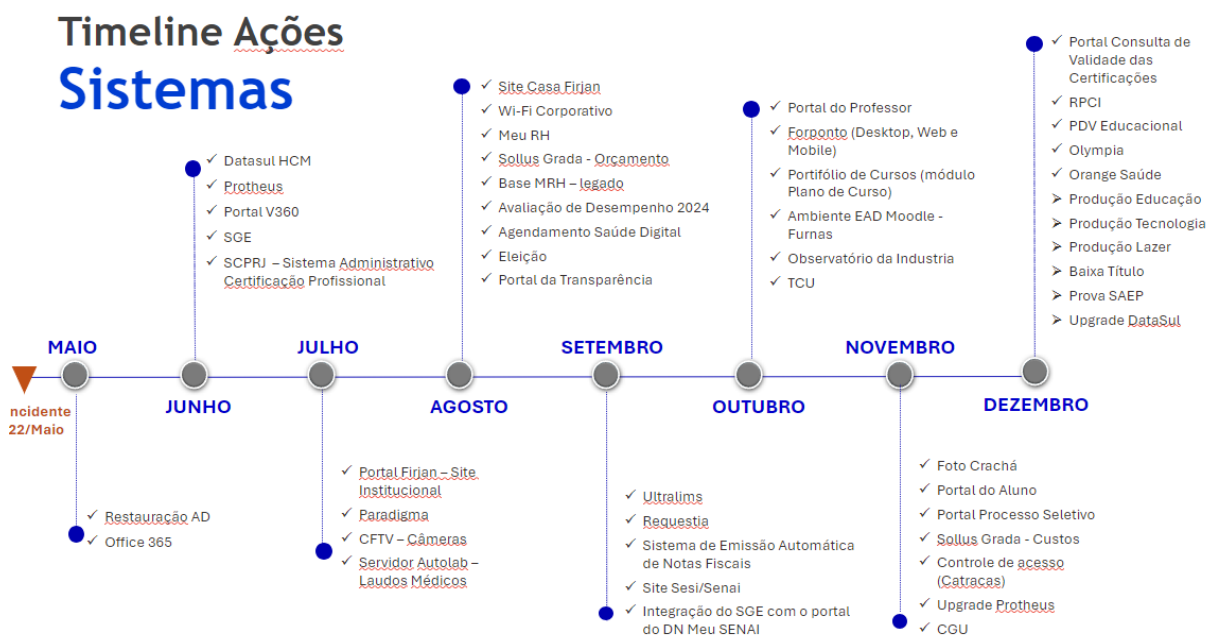 Timeline Ações
Sistemas
MAIO
ncidente
22/Maio
Restauração AD
Office 365
JUNHO
Datasul HCM
Protheus
Portal V360
SGE
SCPRJ – Sistema Administrativo
Certificação Profissional
JULHO
Portal Firjan – Site
Institucional
Paradigma
CFTV – Câmeras
Servidor Autolab –
Laudos Médicos
AGOSTO
Site Casa Firjan
Wi-Fi Corporativo
Meu RH
Sollus Grada - Orçamento
Base MRH – legado
Avaliação de Desempenho 2024
Agendamento Saúde Digital
Eleição
Portal da Transparência
SETEMBRO
Ultralims
Requestia
Sistema de Emissão Automática
de Notas Fiscais
Site Sesi/Senai
Integração do SGE com o portal
do DN Meu SENAI
OUTUBRO
Portal do Professor
Forponto (Desktop, Web e
Mobile)
Portifólio de Cursos (módulo
Plano de Curso)
Ambiente EAD Moodle -
Furnas
Observatório da Industria
TCU
NOVEMBRO
Foto Crachá
Portal do Aluno
Portal Processo Seletivo
Sollus Grada - Custos
Controle de acesso
(Catracas)
Upgrade Protheus
CGU
DEZEMBRO
Portal Consulta de
Validade das
Certificações
RPCI
PDV Educacional
Olympia
Orange Saúde
Produção Educação
Produção Tecnologia
Produção Lazer
Baixa Título
Prova SAEP
Upgrade DataSul